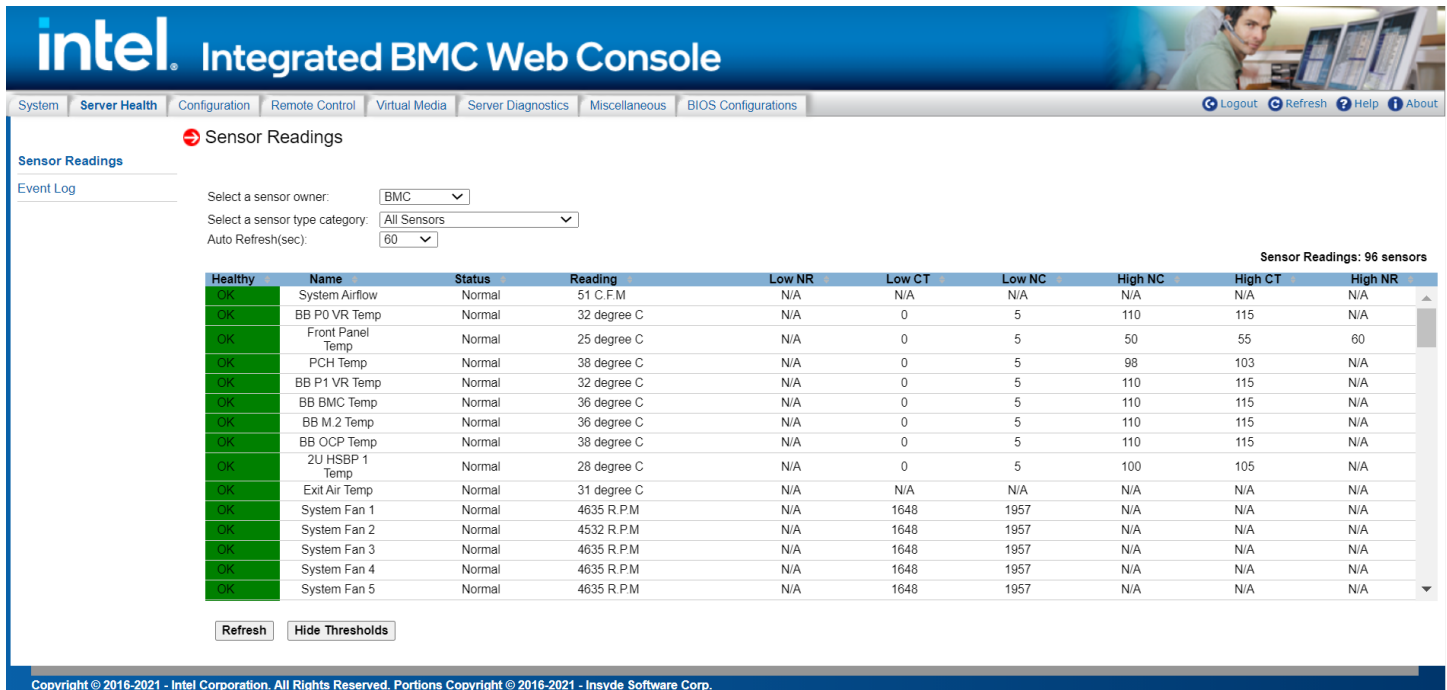 intel. Integrated BMC Web Console
System Server Health Configuration Remote Control Virtual Media Server Diagnostics Miscellaneous BIOS Configurations Logout Refresh Help About
Sensor Readings
Sensor Readings
Event Log
Select a sensor owner: BMC
Select a sensor type category: All Sensors
Auto Refresh(sec): 60
Sensor Readings: 96 sensors
Healthy Name Status Reading Low NR Low CT Low NC High NC High CT High NR
OK System Airflow Normal 51 C.F.M N/A N/A N/A N/A N/A N/A
OK BB P0 VR Temp Normal 32 degree C N/A 0 5 110 115 N/A
OK Front Panel Temp Normal 25 degree C N/A 0 5 50 55 60
OK PCH Temp Normal 38 degree C N/A 0 5 98 103 N/A
OK BB P1 VR Temp Normal 32 degree C N/A 0 5 110 115 N/A
OK BB BMC Temp Normal 36 degree C N/A 0 5 110 115 N/A
OK BB M.2 Temp Normal 36 degree C N/A 0 5 110 115 N/A
OK BB OCP Temp Normal 38 degree C N/A 0 5 110 115 N/A
OK 2U HSBP 1 Temp Normal 28 degree C N/A 0 5 100 105 N/A
OK Exit Air Temp Normal 31 degree C N/A N/A N/A N/A N/A N/A
OK System Fan 1 Normal 4635 R.P.M N/A 1648 1957 N/A N/A N/A
OK System Fan 2 Normal 4532 R.P.M N/A 1648 1957 N/A N/A N/A
OK System Fan 3 Normal 4635 R.P.M N/A 1648 1957 N/A N/A N/A
OK System Fan 4 Normal 4635 R.P.M N/A 1648 1957 N/A N/A N/A
OK System Fan 5 Normal 4635 R.P.M N/A 1648 1957 N/A N/A N/A
Refresh Hide Thresholds
Copyright © 2016-2021 - Intel Corporation. All Rights Reserved. Portions Copyright © 2016-2021 - Insyde Software Corp.